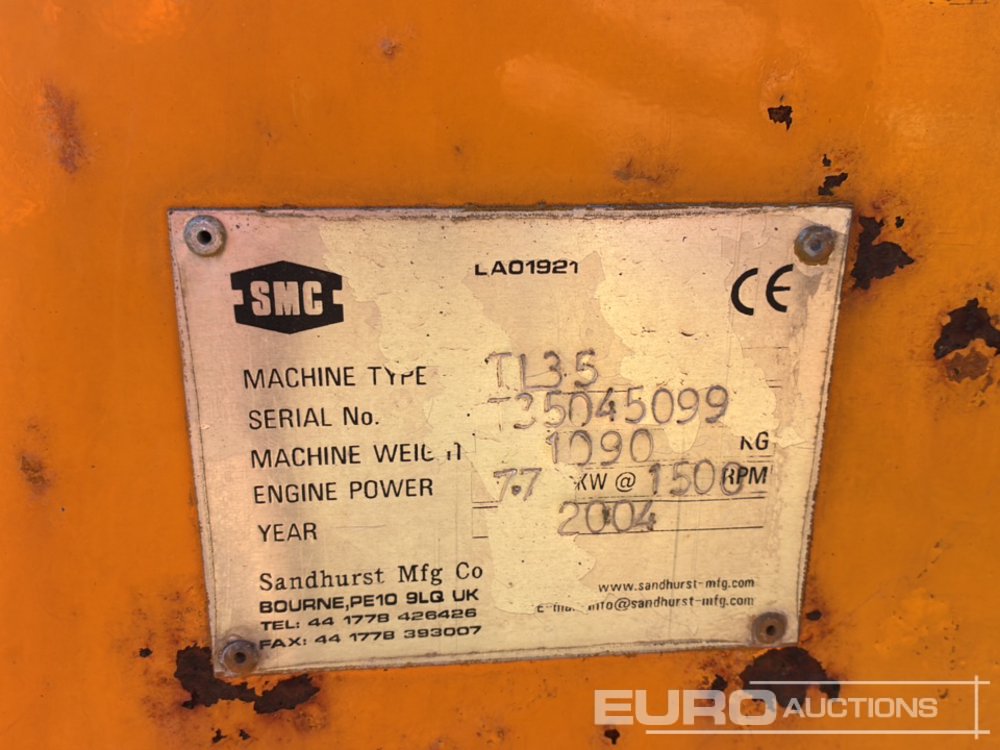 LA01921
SMC
CE
MACHINE TYPE TL35
SERIAL No. T35045099
MACHINE WEIGHT 1090 KG
ENGINE POWER 7.7 KW @ 1500 RPM
YEAR 2004
Sandhurst Mfg Co
BOURNE,PE10 9LQ UK
TEL: 44 1778 426426
FAX: 44 1778 393007
www.sandhurst-mfg.com
E-mail info@sandhurst-mfg.com
EURO AUCTIONS